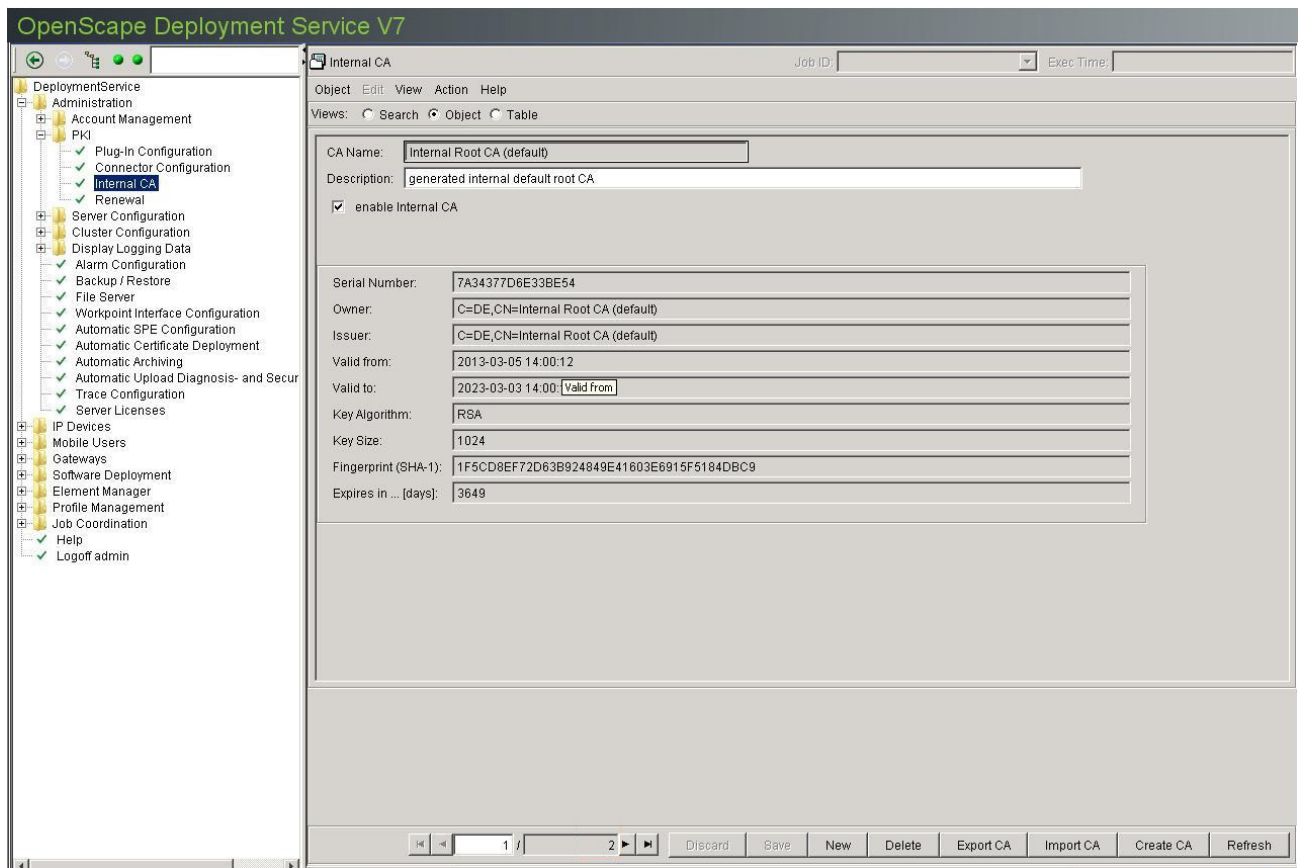 OpenScape Deployment Service V7
Internal CA
Job ID:
Exec Time:
DeploymentService
Administration
Account Management
PKI
Plug-In Configuration
Connector Configuration
Internal CA
Renewal
Server Configuration
Cluster Configuration
Display Logging Data
Alarm Configuration
Backup / Restore
File Server
Workpoint Interface Configuration
Automatic SPE Configuration
Automatic Certificate Deployment
Automatic Archiving
Automatic Upload Diagnosis- and Secur
Trace Configuration
Server Licenses
IP Devices
Mobile Users
Gateways
Software Deployment
Element Manager
Profile Management
Job Coordination
Help
Logoff admin
Object Edit View Action Help
Views: Search Object Table
CA Name: Internal Root CA (default)
Description: generated internal default root CA
enable Internal CA
Serial Number: 7A34377D6E33BE54
Owner: C=DE,CN=Internal Root CA (default)
Issuer: C=DE,CN=Internal Root CA (default)
Valid from: 2013-03-05 14:00:12
Valid to: 2023-03-03 14:00: Valid from
Key Algorithm: RSA
Key Size: 1024
Fingerprint (SHA-1): 1F5CD8EF72D63B924849E41603E6915F5184DBC9
Expires in ... [days]: 3649
1 / 2 Discard Save New Delete Export CA Import CA Create CA Refresh